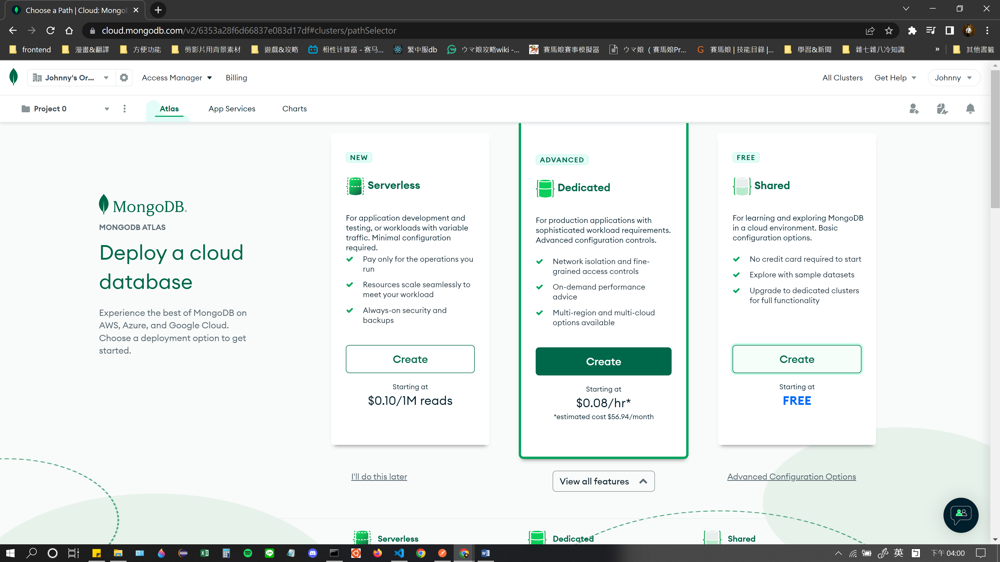 Choose a Path | Cloud: MongoD
cloud.mongodb.com/v2/6353a28f6d66837e083d17df#clusters/pathSelector
frontend
漫畫&翻譯
方便功能
剪影片用背景素材
遊戲&攻略
相性计算器 - 赛马...
繁中服db
ウマ娘攻略wiki -...
賽馬娘賽事模擬器
ウマ娘（賽馬娘Pr...
賽馬娘 | 技能目錄 |...
學習&新聞
雜七雜八冷知識
»
其他書籤
Johnny's Or...
Access Manager
Billing
All Clusters
Get Help
Johnny
Project 0
Atlas
App Services
Charts
MongoDB
MONGODB ATLAS
Deploy a cloud
database
Experience the best of MongoDB on
AWS, Azure, and Google Cloud.
Choose a deployment option to get
started.
NEW
Serverless
For application development and
testing, or workloads with variable
traffic. Minimal configuration
required.
Pay only for the operations you
run
Resources scale seamlessly to
meet your workload
Always-on security and
backups
Create
Starting at
$0.10/1M reads
ADVANCED
Dedicated
For production applications with
sophisticated workload requirements.
Advanced configuration controls.
Network isolation and fine-
grained access controls
On-demand performance
advice
Multi-region and multi-cloud
options available
Create
Starting at
$0.08/hr*
*estimated cost $56.94/month
FREE
Shared
For learning and exploring MongoDB
in a cloud environment. Basic
configuration options.
No credit card required to start
Explore with sample datasets
Upgrade to dedicated clusters
for full functionality
Create
Starting at
FREE
I'll do this later
View all features
Advanced Configuration Options
Serverless
Dedicated
Shared
英
下午 04:00